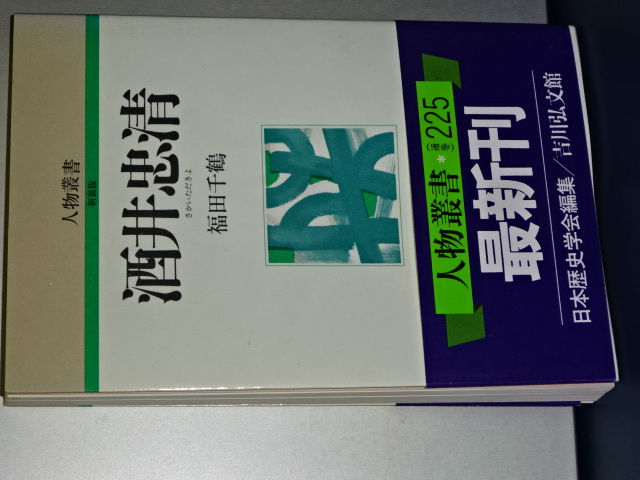 人物叢書
新装版
酒井忠清
さかいただきよ
福田千鶴
人物叢書*(通巻)225
最新刊
日本歴史学会編集/吉川弘文館